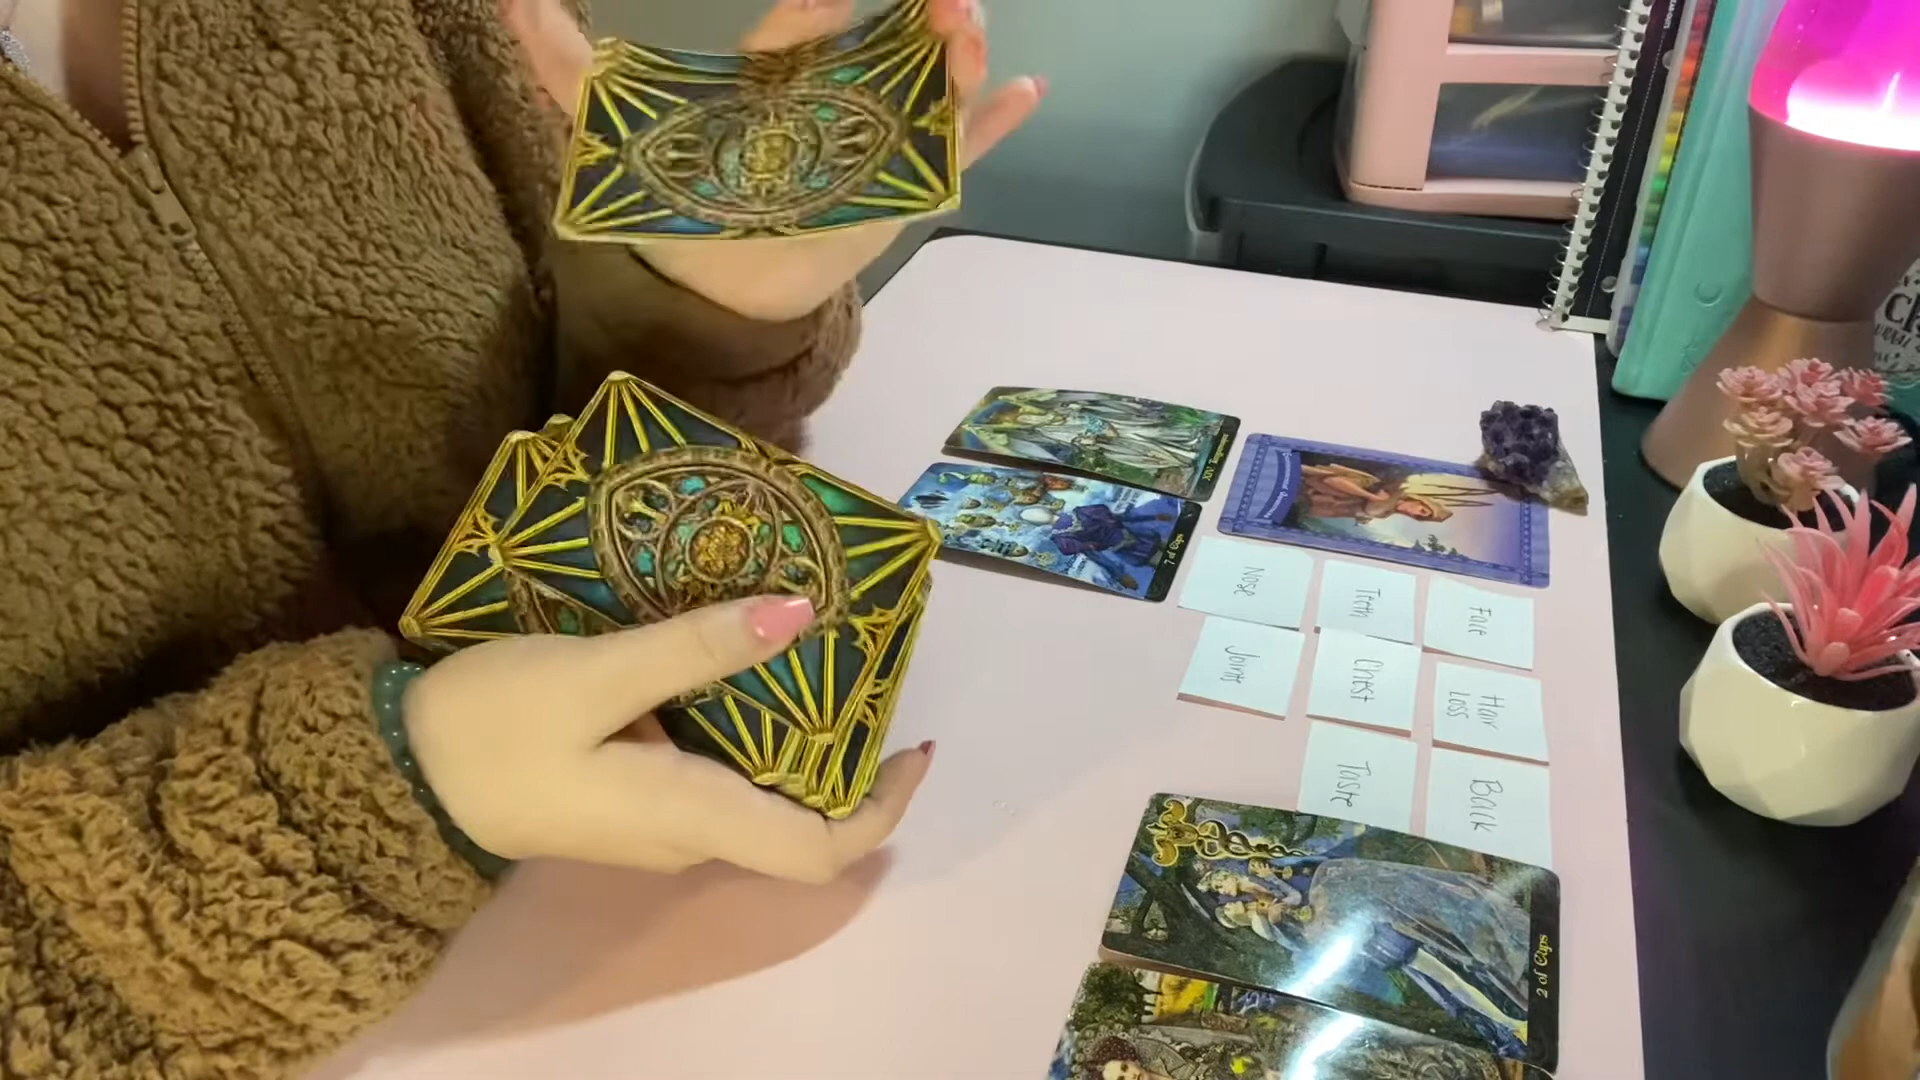 XIV Temperance
7 of Cups
Nose
Teeth
Face
Joints
Chest
Hair
Loss
Taste
Back
2 of Cups